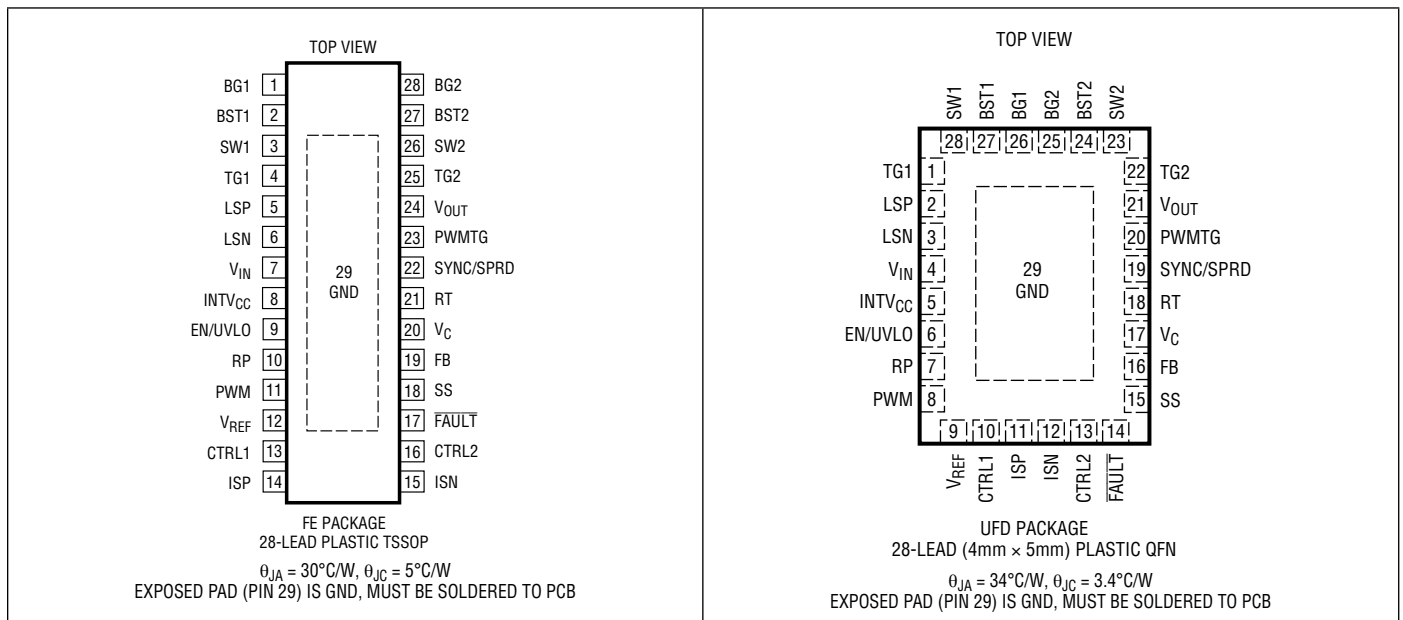 TOP VIEW
BG1 1 28 BG2
BST1 2 27 BST2
SW1 3 26 SW2
TG1 4 25 TG2
LSP 5 24 VOUT
LSN 6 23 PWMTG
VIN 7 22 SYNC/SPRD
29
GND
INTVCC 8 21 RT
EN/UVLO 9 20 VC
RP 10 19 FB
PWM 11 18 SS
VREF 12 17 FAULT
CTRL1 13 16 CTRL2
ISP 14 15 ISN
FE PACKAGE
28-LEAD PLASTIC TSSOP
θJA = 30°C/W, θJC = 5°C/W
EXPOSED PAD (PIN 29) IS GND, MUST BE SOLDERED TO PCB
TOP VIEW
SW1 BST1 BG1 BG2 BST2 SW2
28 27 26 25 24 23
TG1 1 22 TG2
LSP 2 21 VOUT
LSN 3 20 PWMTG
VIN 4 29 19 SYNC/SPRD
GND
INTVCC 5 18 RT
EN/UVLO 6 17 VC
RP 7 16 FB
PWM 8 15 SS
9 10 11 12 13 14
VREF CTRL1 ISP ISN CTRL2 FAULT
UFD PACKAGE
28-LEAD (4mm × 5mm) PLASTIC QFN
θJA = 34°C/W, θJC = 3.4°C/W
EXPOSED PAD (PIN 29) IS GND, MUST BE SOLDERED TO PCB